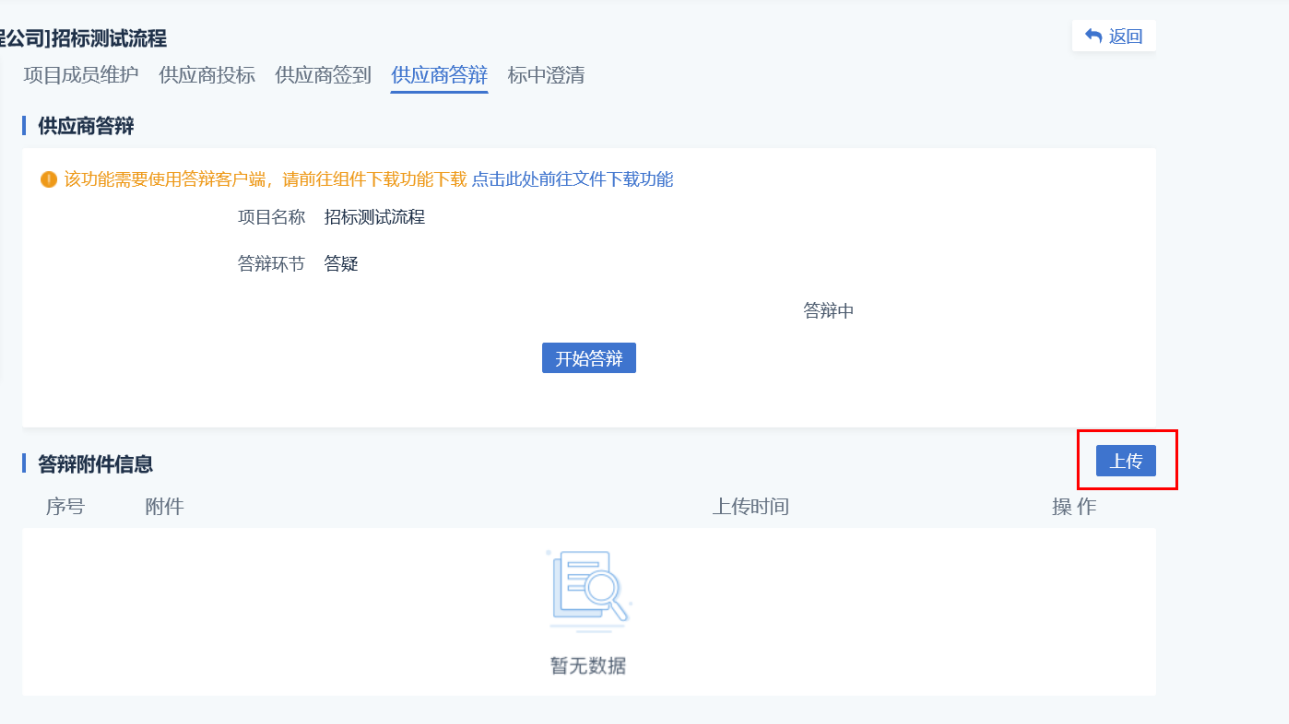 程公司]招标测试流程
返回
项目成员维护 供应商投标 供应商签到 供应商答辩 标中澄清
供应商答辩
该功能需要使用答辩客户端，请前往组件下载功能下载 点击此处前往文件下载功能
项目名称 招标测试流程
答辩环节 答疑
答辩中
开始答辩
答辩附件信息
上传
序号 附件 上传时间 操 作
暂无数据